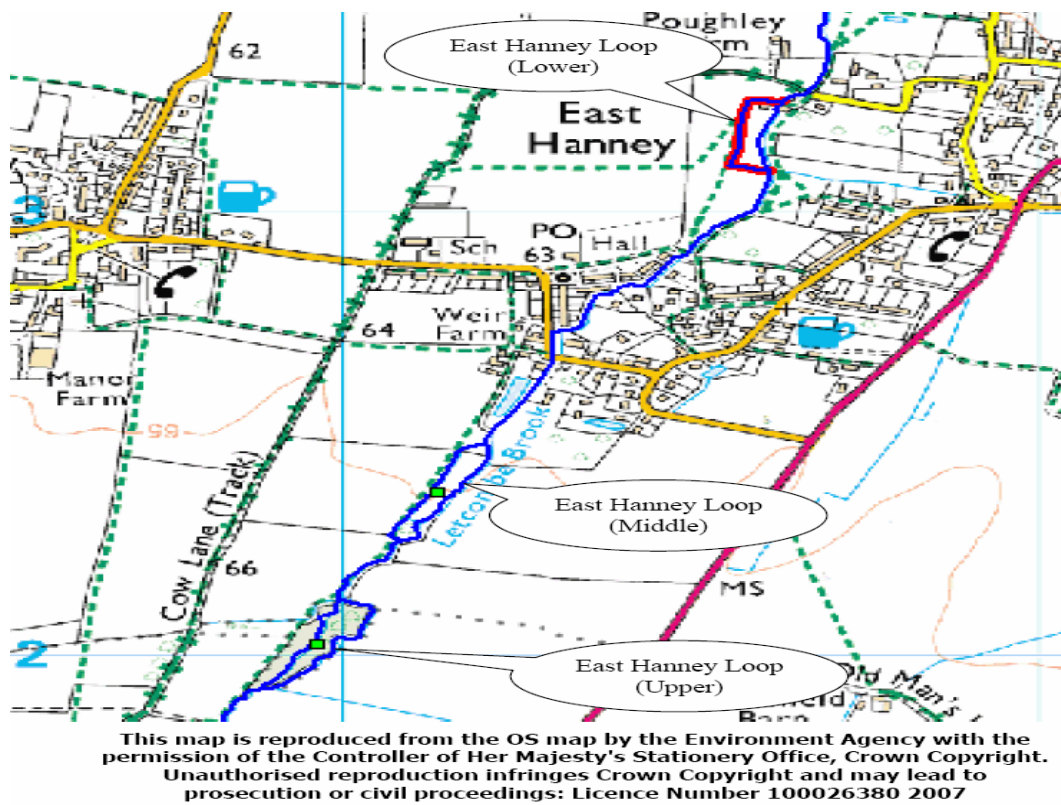 Poughley
East Hanney Loop
(Lower)
62
East
Hanney
3
Sch
PO
63
Hall
Weir
Farm
64
Manor
Farm
65
Letcombe Brook
East Hanney Loop
(Middle)
Cow Lane (Track)
66
MS
2
East Hanney Loop
(Upper)
Old Man's
Barn
This map is reproduced from the OS map by the Environment Agency with the
permission of the Controller of Her Majesty's Stationery Office, Crown Copyright.
Unauthorised reproduction infringes Crown Copyright and may lead to
prosecution or civil proceedings: Licence Number 100026380 2007